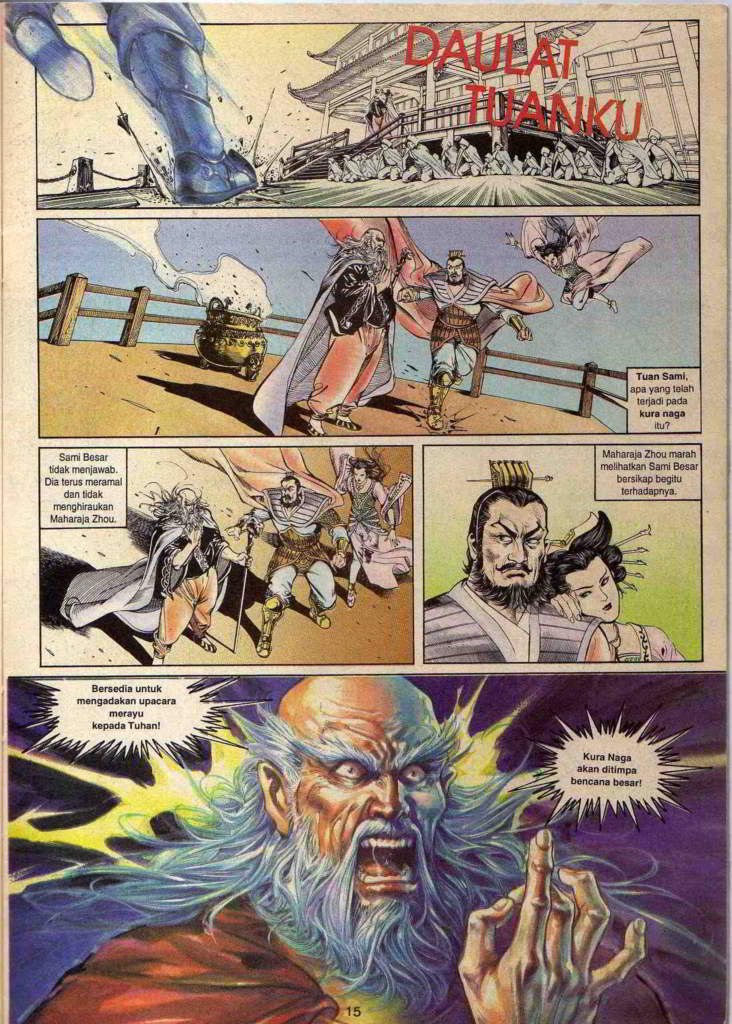 DAULAT
TUANKU
Tuan Sami,
apa yang telah
terjadi pada
kura naga
itu?
Sami Besar
tidak menjawab.
Dia terus meramal
dan tidak
menghiraukan
Maharaja Zhou.
Maharaja Zhou marah
melihatkan Sami Besar
bersikap begitu
terhadapnya.
Bersedia untuk
mengadakan upacara
merayu
kepada Tuhan!
Kura Naga
akan ditimpa
bencana besar!
15